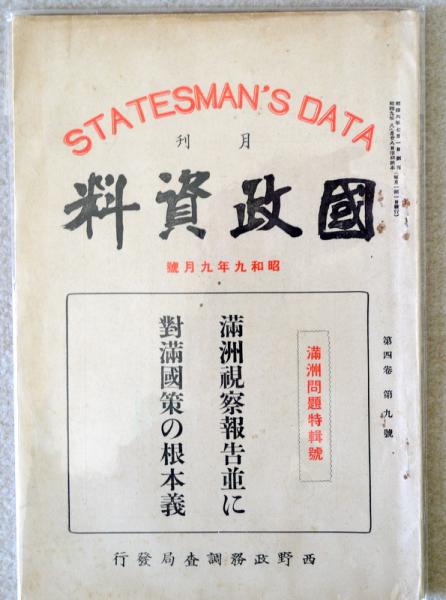 STATESMAN'S DATA
月刊
國政資料
昭和九年九月號
滿洲問題特輯號
滿洲視察報告並に
對滿國策の根本義
第四卷 第九號
西野政務調査局發行